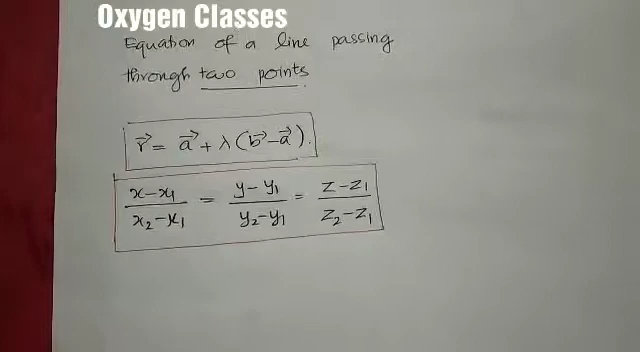 Oxygen Classes
Equation of a line passing
through two points
r⃗ = a⃗ + λ(b⃗ - a⃗).
x-x₁/x₂-x₁ = y-y₁/y₂-y₁ = z-z₁/z₂-z₁